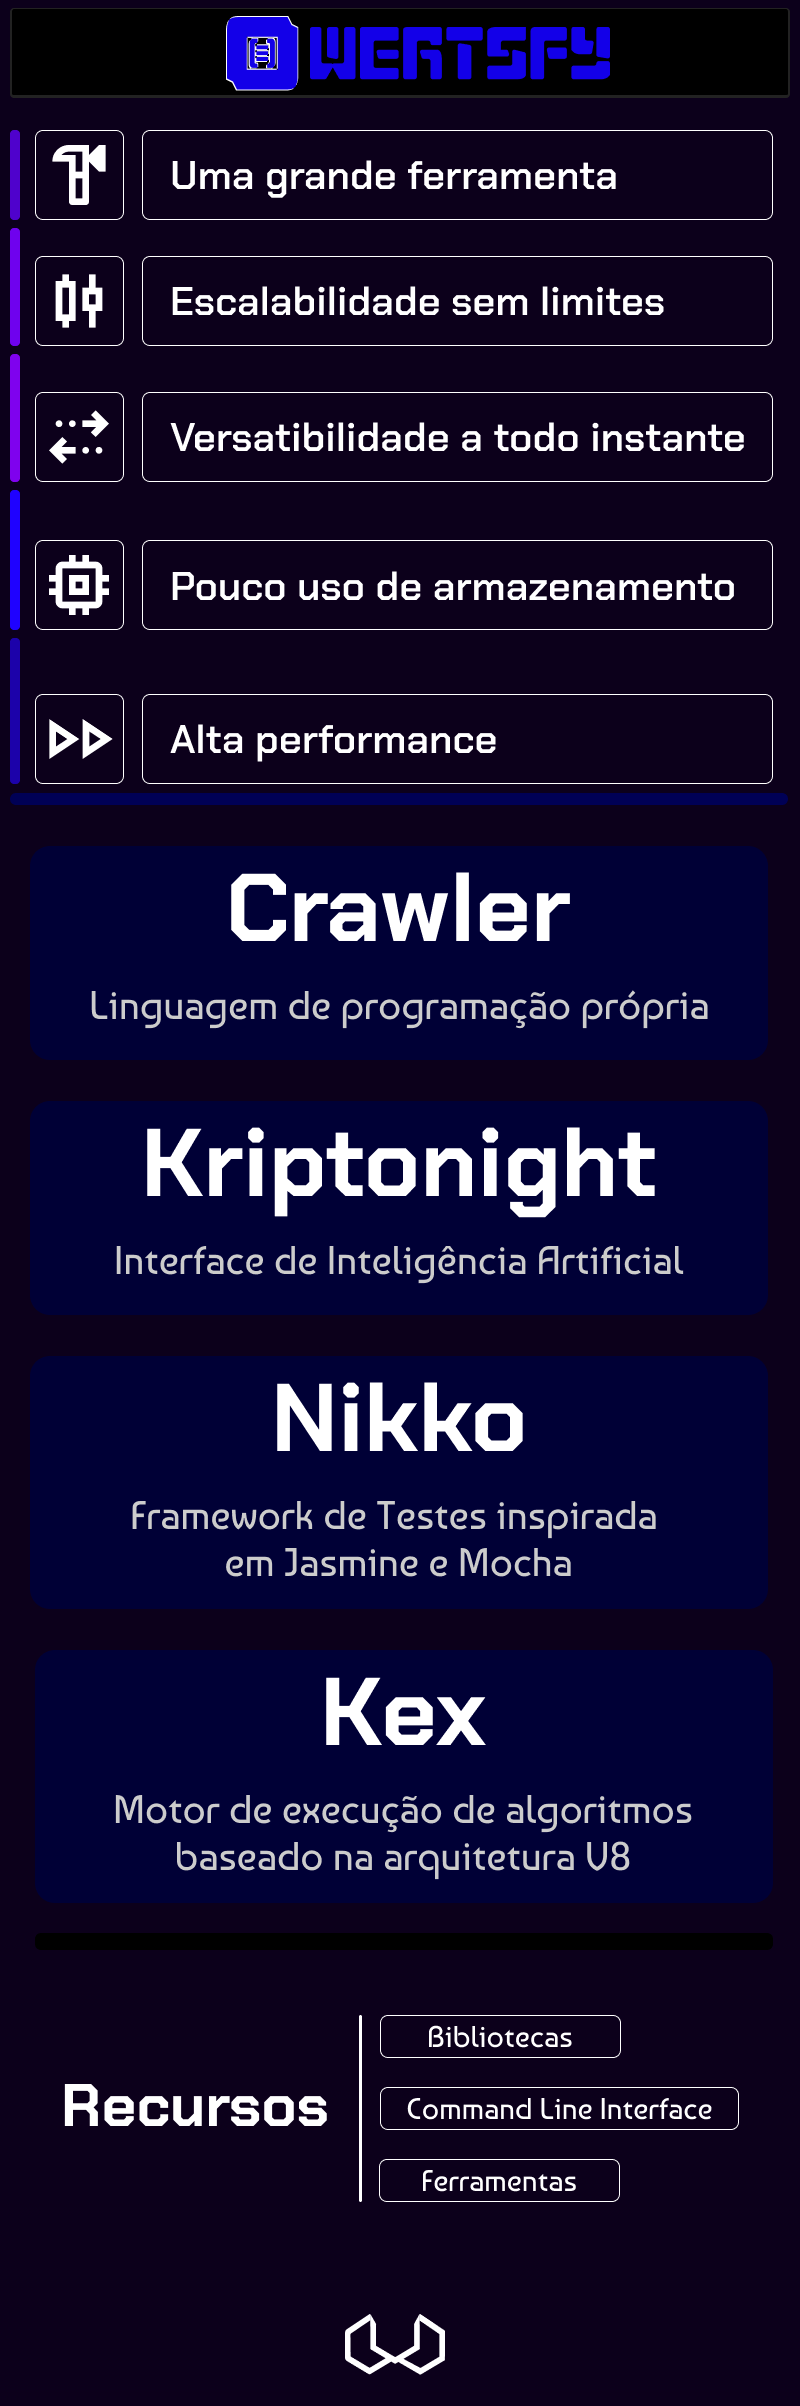 WERTSFY
Uma grande ferramenta
Escalabilidade sem limites
Versatibilidade a todo instante
Pouco uso de armazenamento
Alta performance
Crawler
Linguagem de programação própria
Kriptonight
Interface de Inteligência Artificial
Nikko
Framework de Testes inspirada
em Jasmine e Mocha
Kex
Motor de execução de algoritmos
baseado na arquitetura V8
Recursos
Bibliotecas
Command Line Interface
Ferramentas